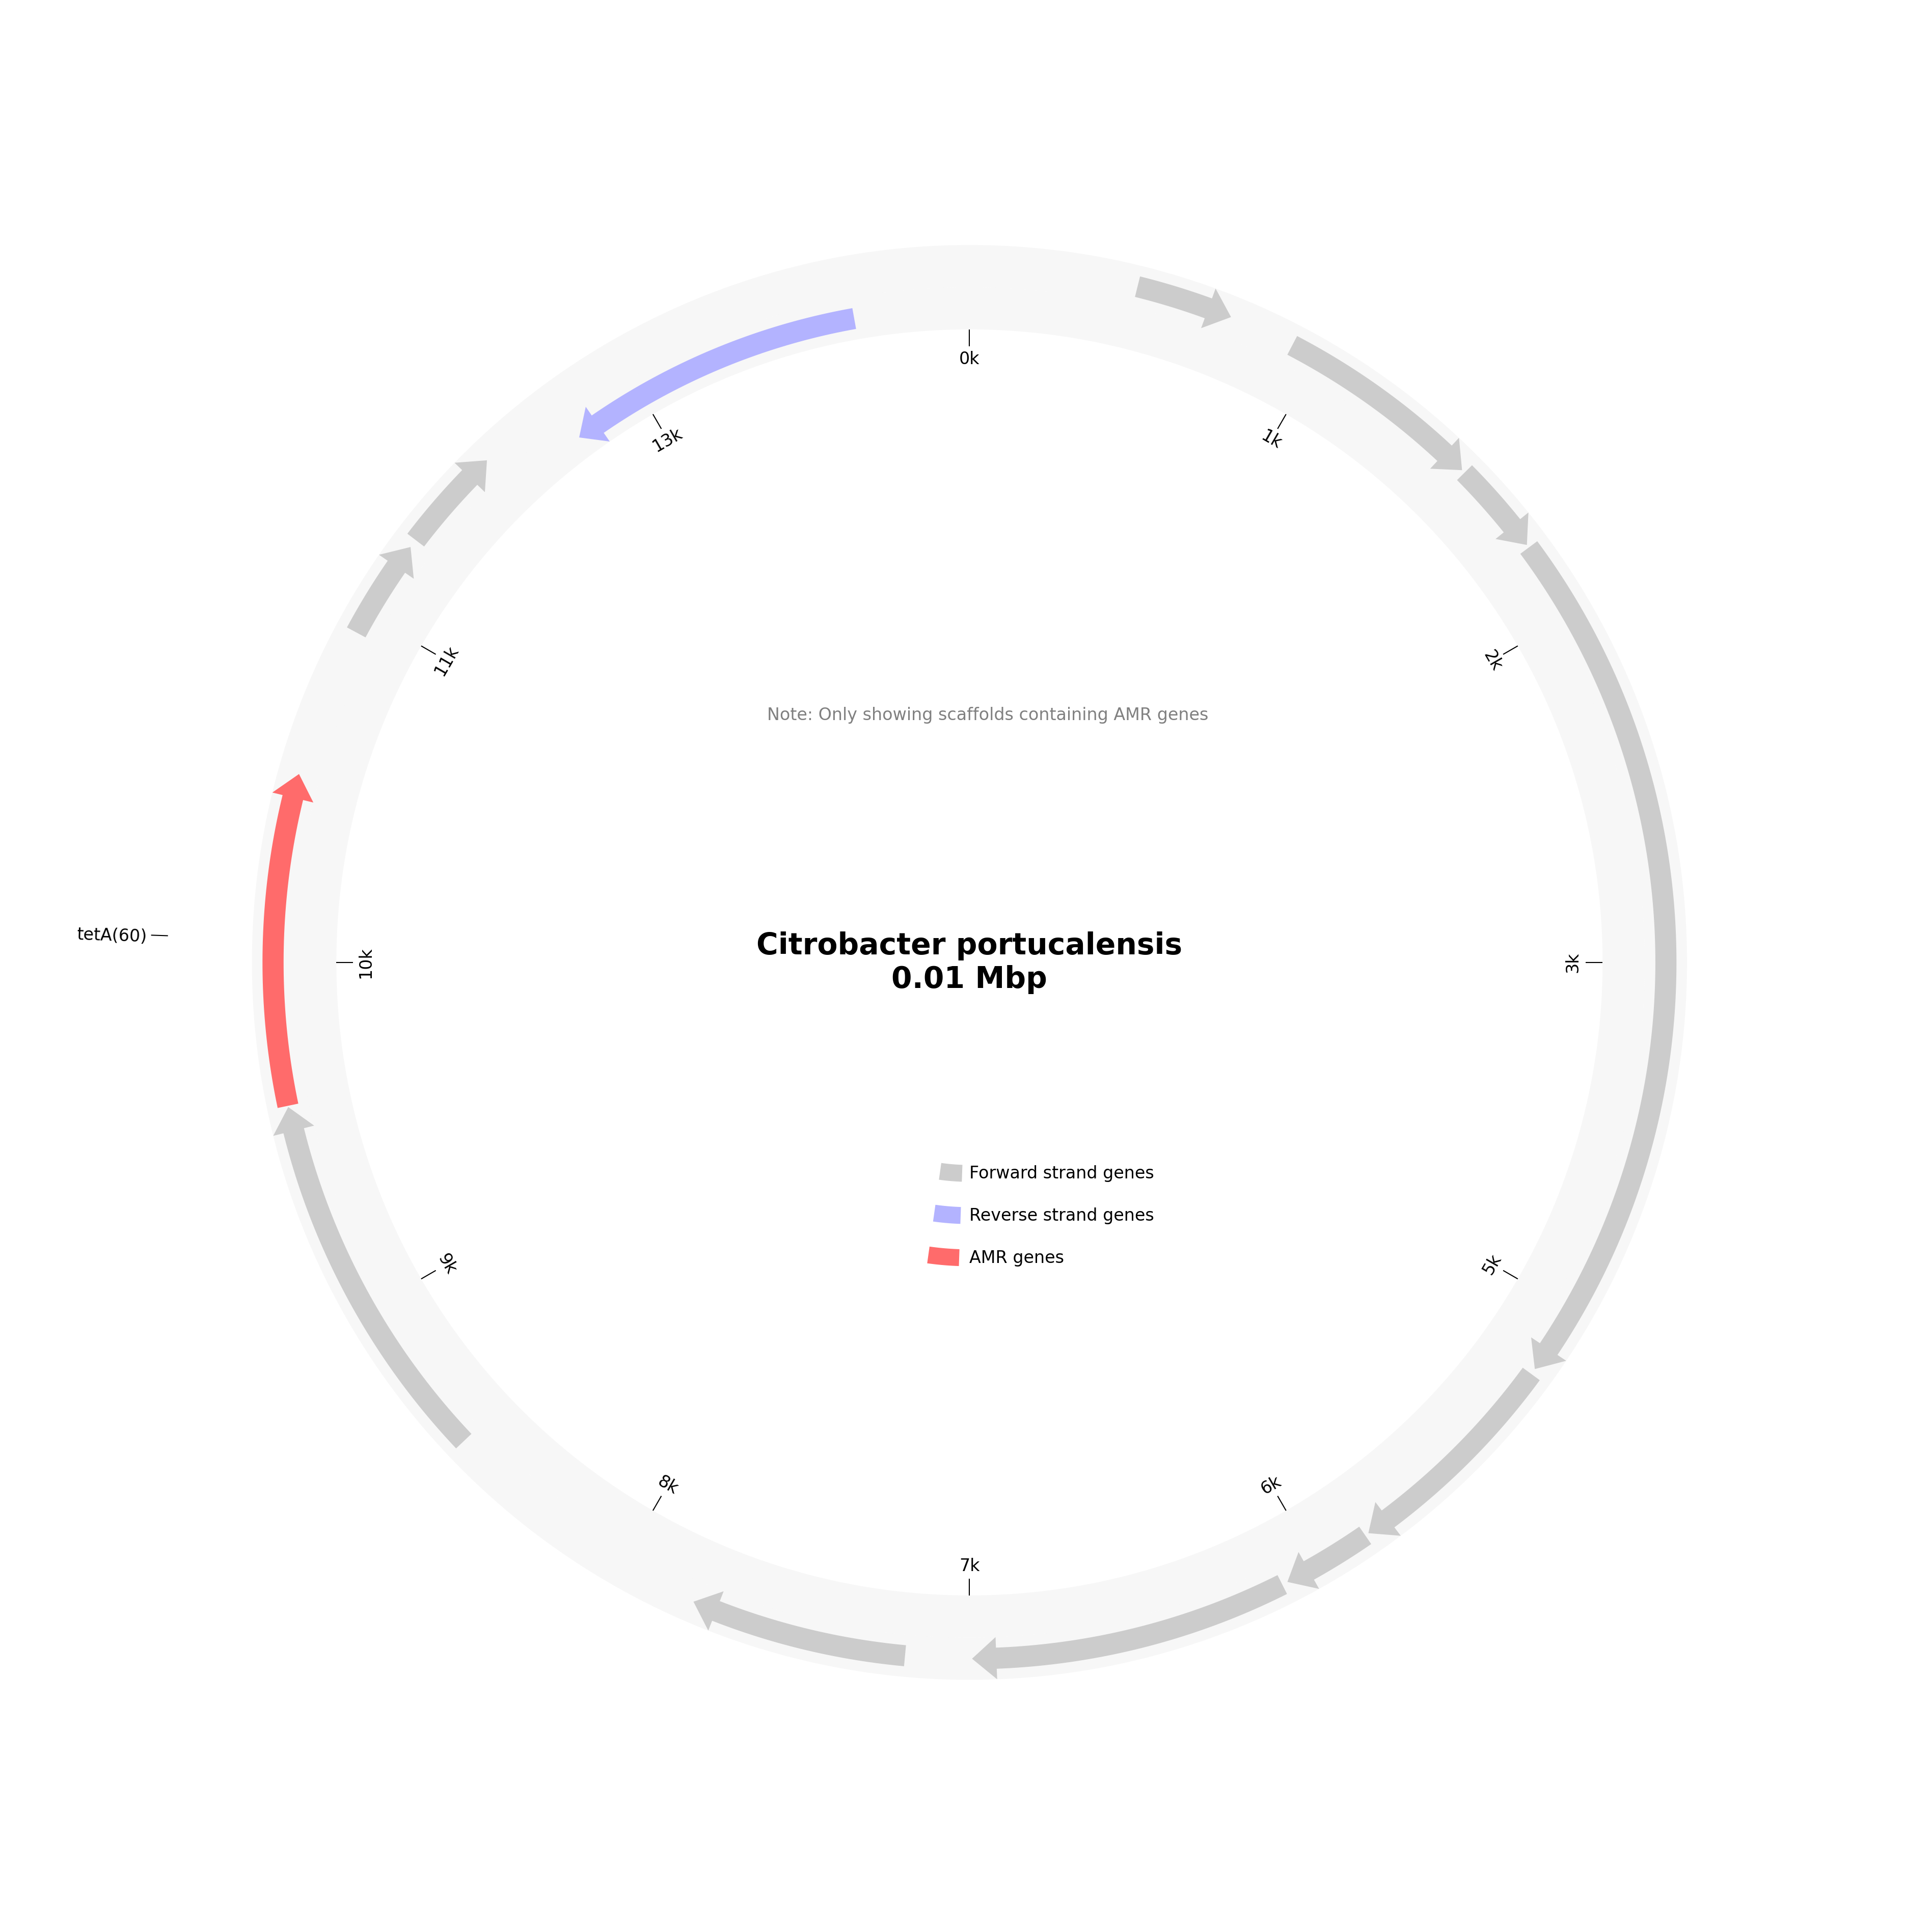 0k
13k
1k
11k
2k
Note: Only showing scaffolds containing AMR genes
tetA(60)
10k
Citrobacter portucalensis
0.01 Mbp
3k
Forward strand genes
Reverse strand genes
AMR genes
9k
5k
8k
6k
7k